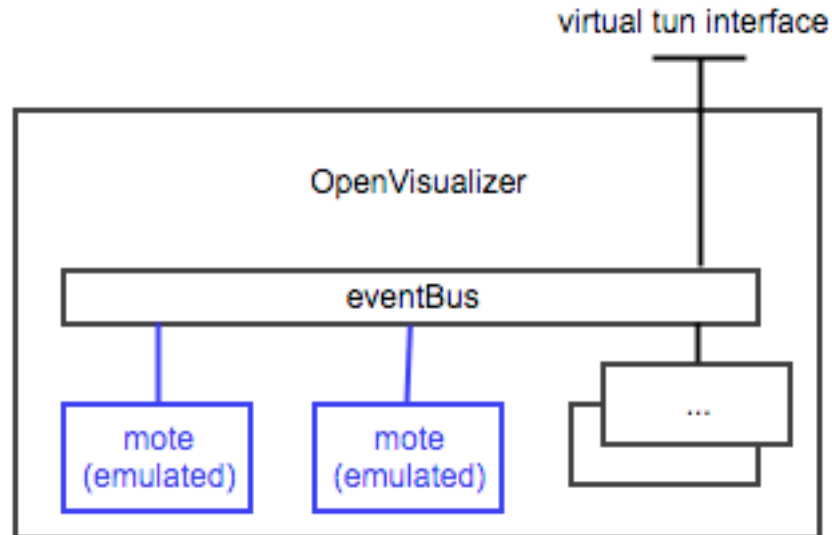 virtual tun interface
OpenVisualizer
eventBus
mote
(emulated)
mote
(emulated)
...